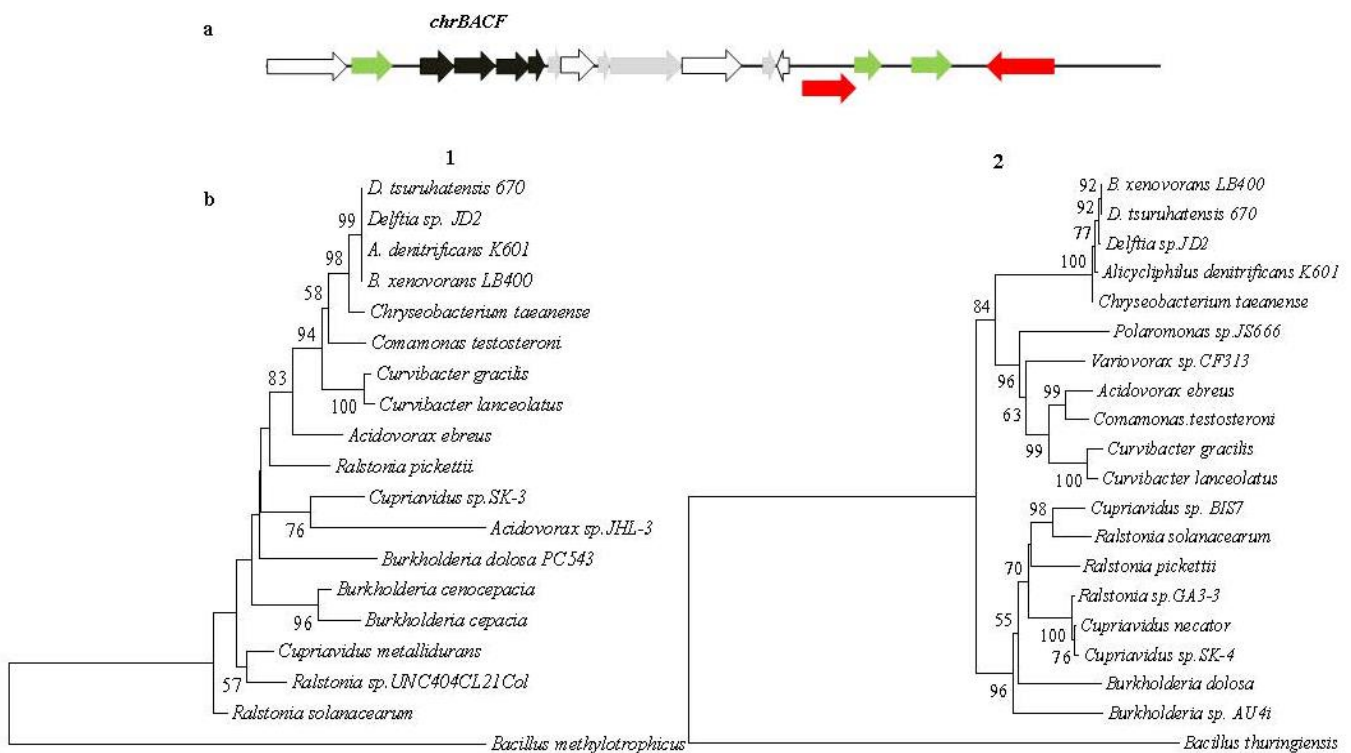 chrBACF
a
1
b
D. tsuruhatensis 670
Delftia sp. JD2
99
A. denitrificans K601
98
B. xenovorans LB400
58
Chryseobacterium taeanense
94
Comamonas testosteroni
83
Curvibacter gracilis
100
Curvibacter lanceolatus
Acidovorax ebreus
Ralstonia pickettii
Cupriavidus sp.SK-3
76
Acidovorax sp.JHL-3
Burkholderia dolosa PC543
Burkholderia cenocepacia
96
Burkholderia cepacia
Cupriavidus metallidurans
57
Ralstonia sp.UNC404CL21Col
Ralstonia solanacearum
Bacillus methylotrophicus
2
92
B. xenovorans LB400
92
D. tsuruhatensis 670
77
Delftia sp.JD2
100
Alicycliphilus denitrificans K601
Chryseobacterium taeanense
84
Polaromonas sp.JS666
Variovorax sp.CF313
96
99
Acidovorax ebreus
63
Comamonas.testosteroni
99
Curvibacter gracilis
100
Curvibacter lanceolatus
98
Cupriavidus sp. BIS7
Ralstonia solanacearum
70
Ralstonia pickettii
Ralstonia sp.GA3-3
55
100
Cupriavidus necator
76
Cupriavidus sp.SK-4
Burkholderia dolosa
96
Burkholderia sp. AU4i
Bacillus thuringiensis